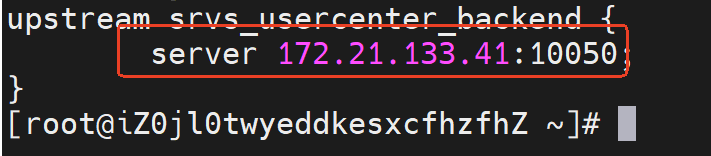 upstream srvs_usercenter_backend {
server 172.21.133.41:10050;
}
[root@iZ0jl0twyeddkesxcfhzfhZ ~]#